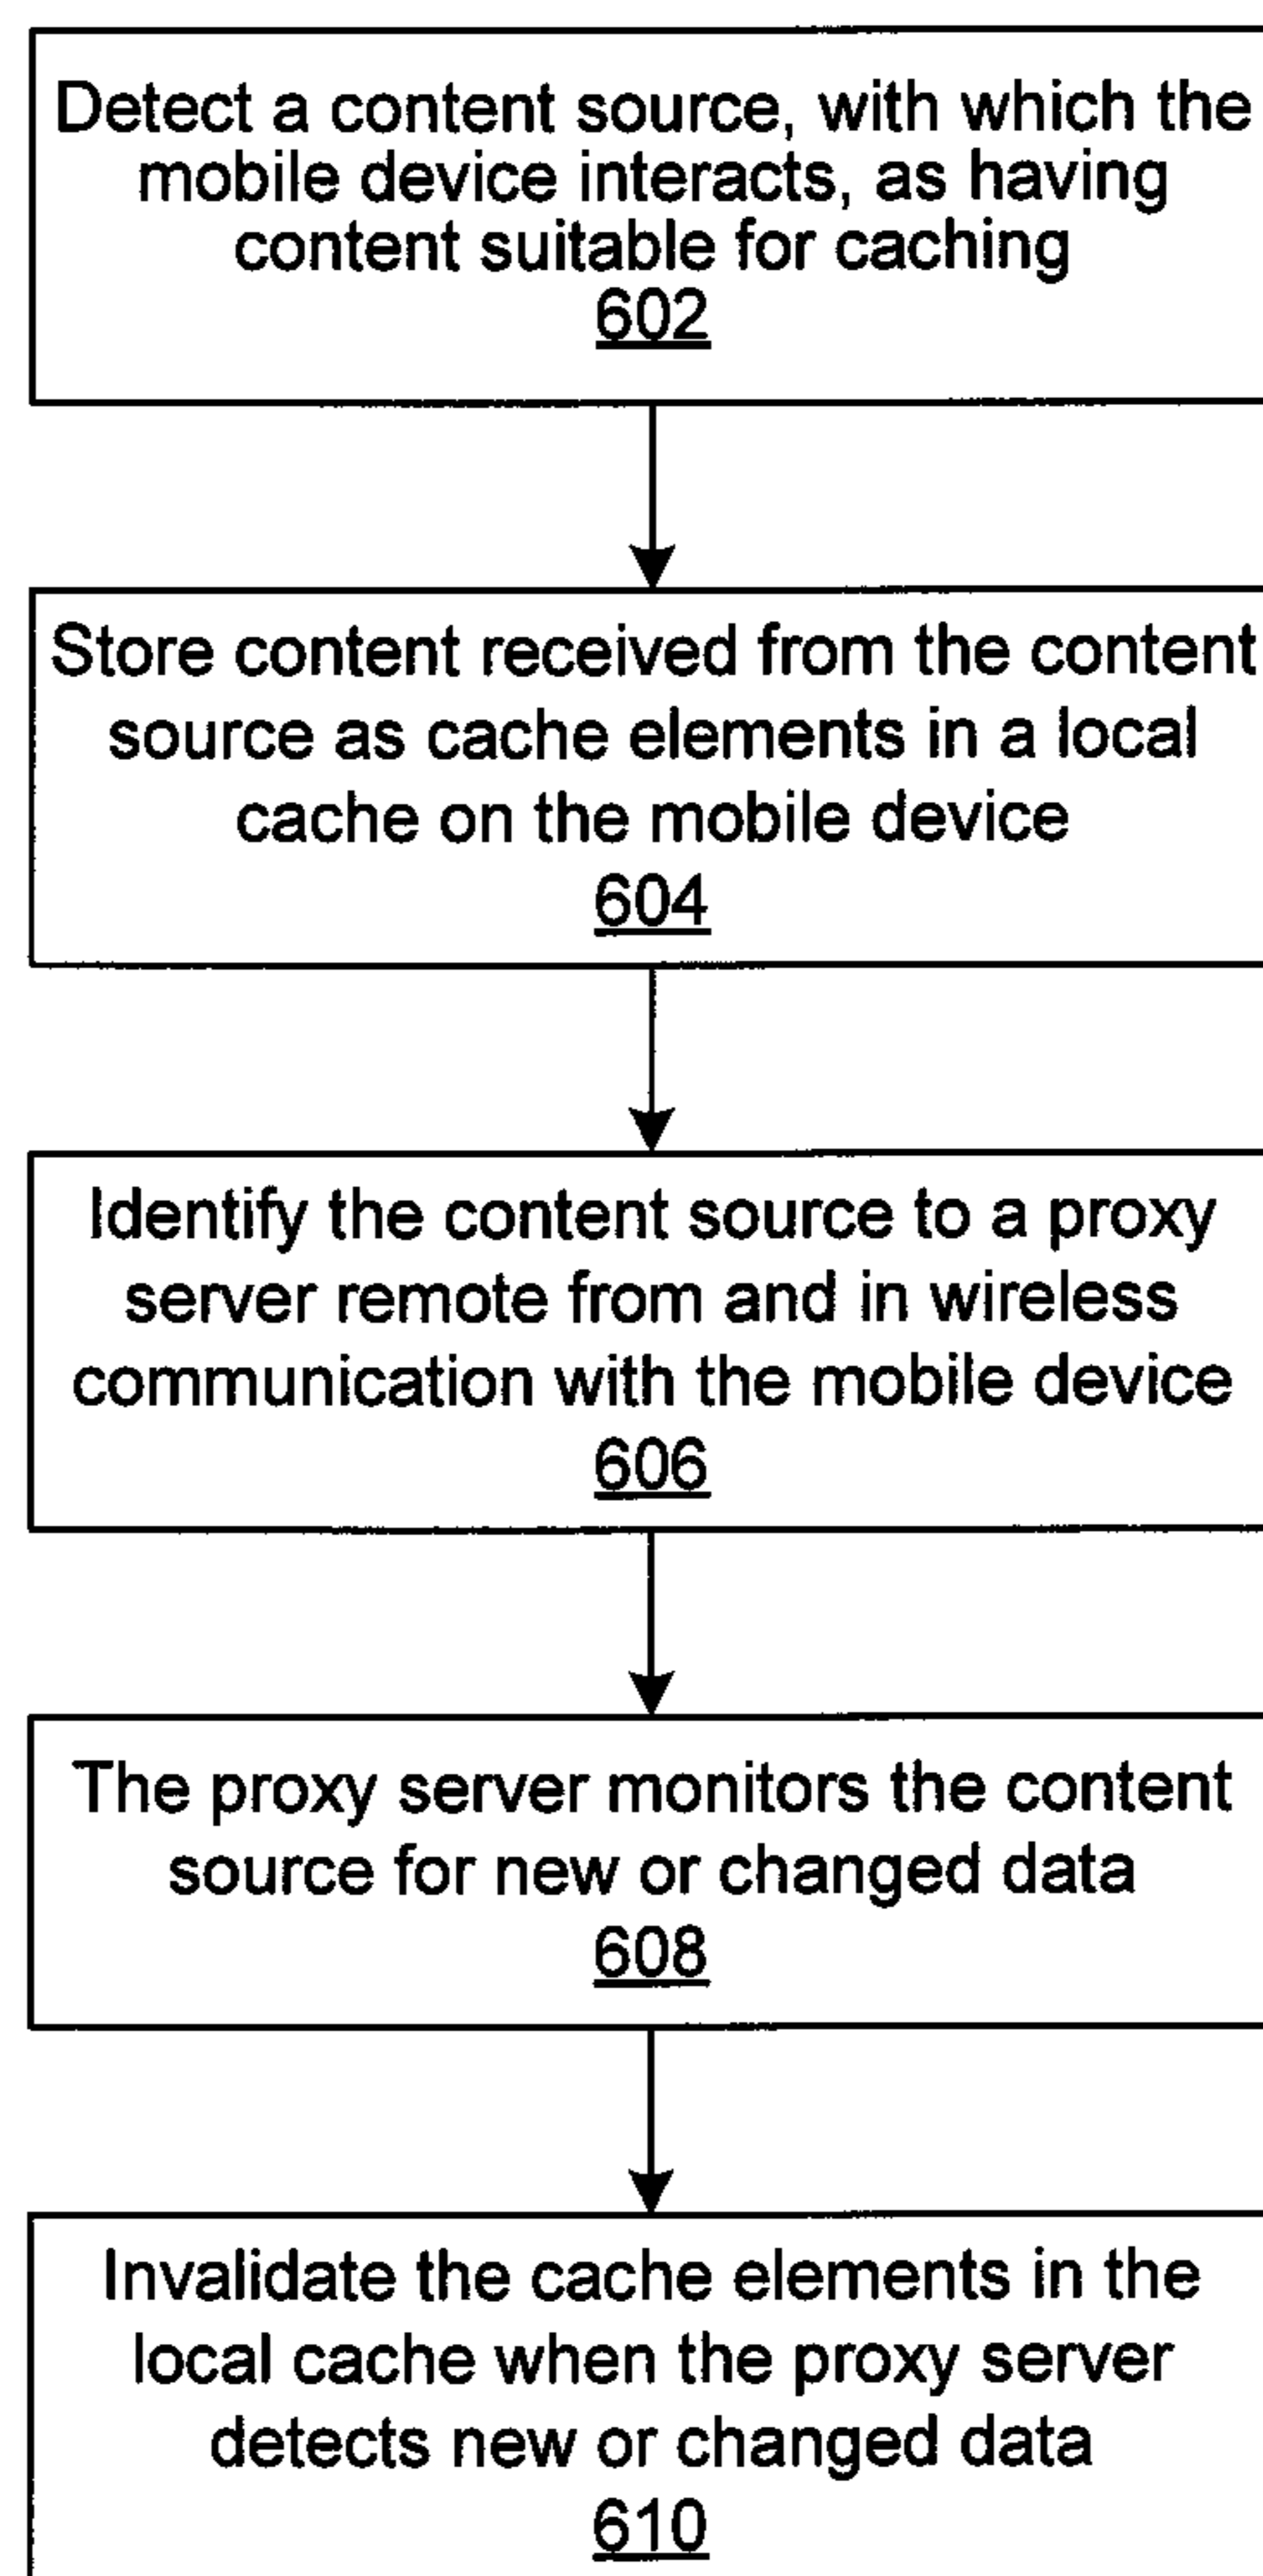 Detect a content source, with which the
mobile device interacts, as having
content suitable for caching
602
Store content received from the content
source as cache elements in a local
cache on the mobile device
604
Identify the content source to a proxy
server remote from and in wireless
communication with the mobile device
606
The proxy server monitors the content
source for new or changed data
608
Invalidate the cache elements in the
local cache when the proxy server
detects new or changed data
610